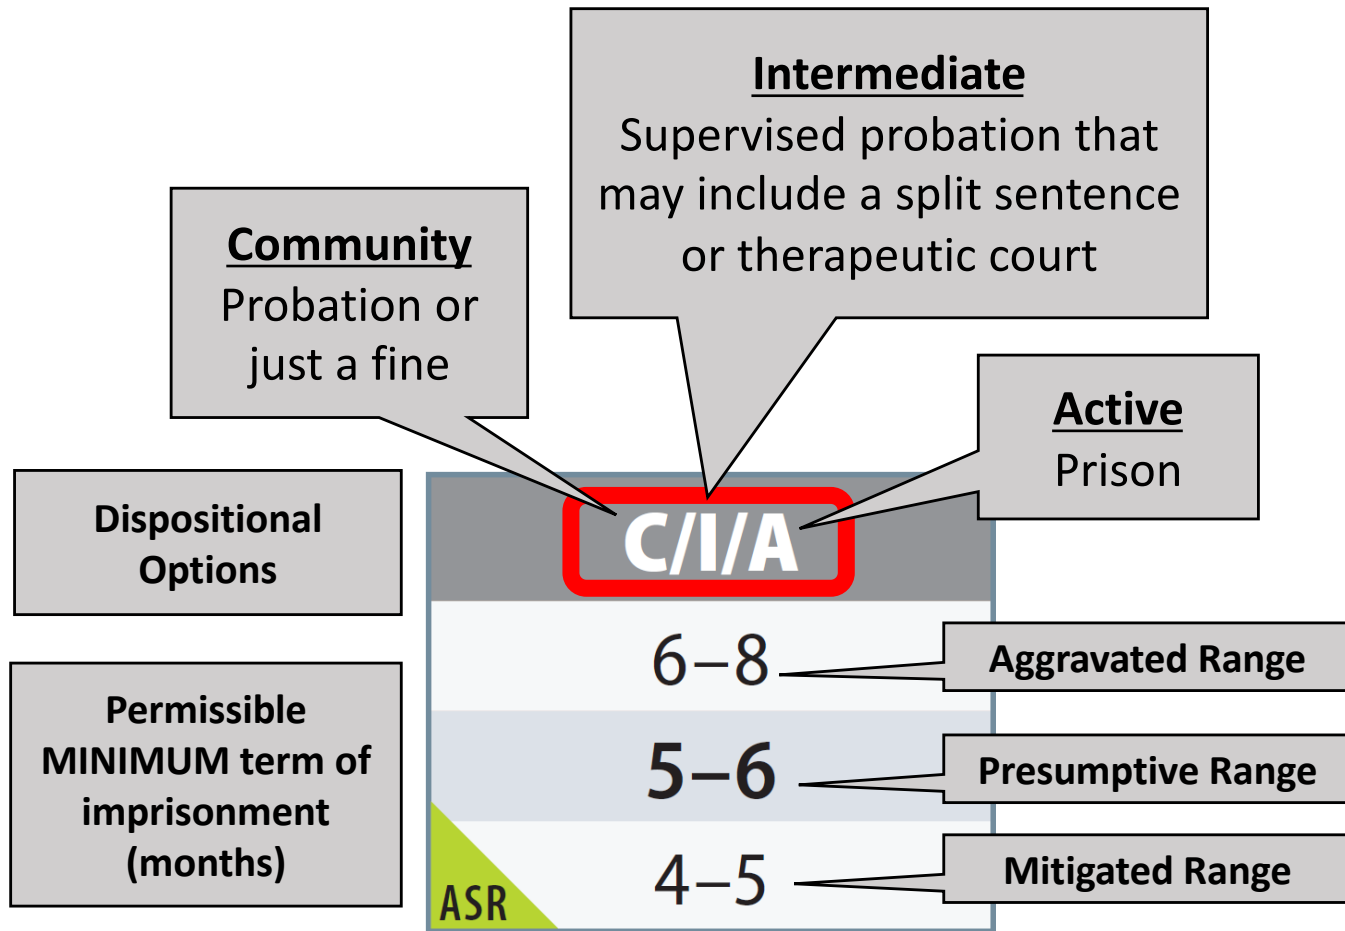 Intermediate
Supervised probation that
may include a split sentence
or therapeutic court
Community
Probation or
just a fine
Active
Prison
Dispositional
Options
C/I/A
6–8
Aggravated Range
Permissible
MINIMUM term of
imprisonment
(months)
5–6
Presumptive Range
4–5
Mitigated Range
ASR